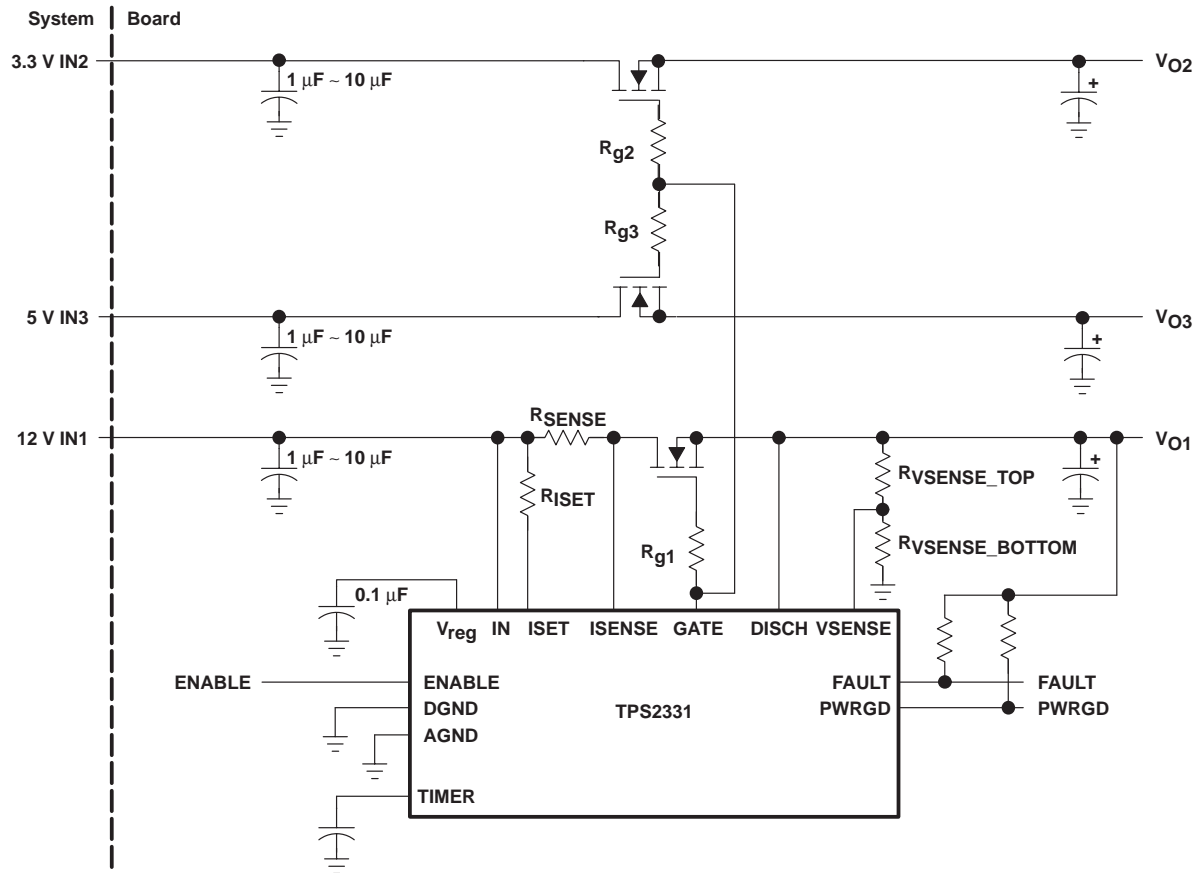 System Board
3.3 V IN2
1 µF ~ 10 µF
+
VO2
Rg2
Rg3
5 V IN3
1 µF ~ 10 µF
+
VO3
RSENSE
12 V IN1
1 µF ~ 10 µF
+
VO1
RISET
RVSENSE_TOP
Rg1
RVSENSE_BOTTOM
0.1 µF
Vreg IN ISET ISENSE GATE DISCH VSENSE
ENABLE ENABLE FAULT FAULT
DGND TPS2331 PWRGD PWRGD
AGND
TIMER